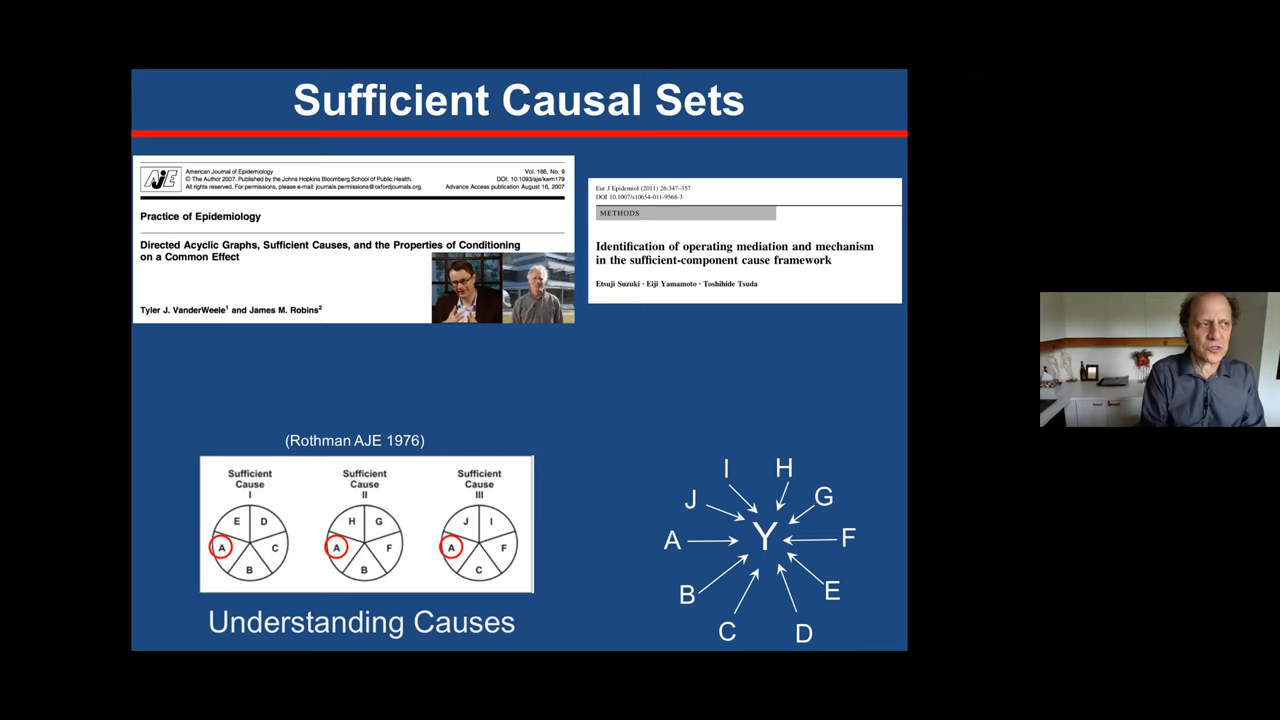 Sufficient Causal Sets
AJE
American Journal of Epidemiology
© The Author 2007. Published by the Johns Hopkins Bloomberg School of Public Health.
All rights reserved. For permissions, please e-mail: journals.permissions@oxfordjournals.org.
Vol. 166, No. 9
DOI: 10.1093/aje/kwm179
Advance Access publication August 16, 2007
Practice of Epidemiology
Directed Acyclic Graphs, Sufficient Causes, and the Properties of Conditioning
on a Common Effect
Tyler J. VanderWeele1 and James M. Robins2
Eur J Epidemiol (2011) 26:347–357
DOI 10.1007/s10654-011-9568-3
METHODS
Identification of operating mediation and mechanism
in the sufficient-component cause framework
Etsuji Suzuki · Eiji Yamamoto · Toshihide Tsuda
(Rothman AJE 1976)
Sufficient
Cause
I
E D
A C
B
Sufficient
Cause
II
H G
A F
B
Sufficient
Cause
III
J I
A F
C
Understanding Causes
I H
J G
A Y F
B E
C D